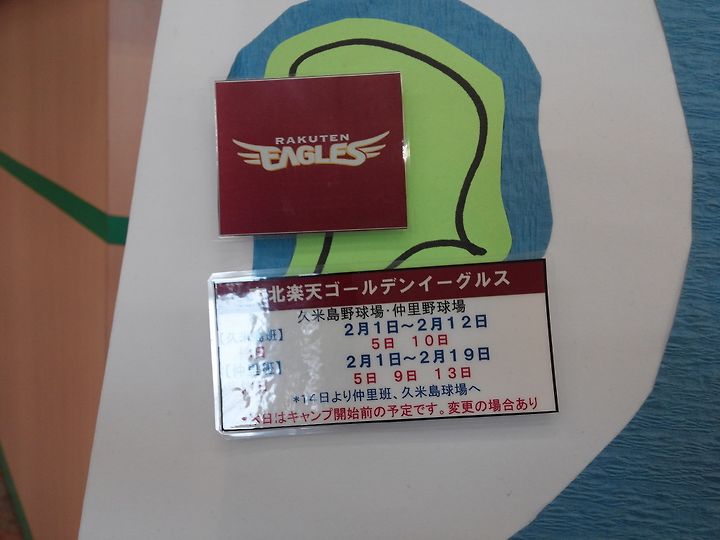 RAKUTEN
EAGLES
北楽天ゴールデンイーグルス
久米島野球場・仲里野球場
2月1日～2月12日
5日 10日
2月1日～2月19日
5日 9日 13日
*14日より仲里班、久米島球場へ
日はキャンプ開始前の予定です。変更の場合あり